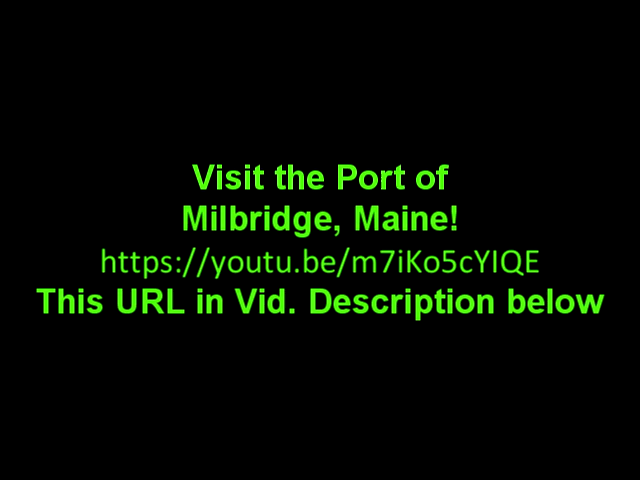 Visit the Port of
Milbridge, Maine!
https://youtu.be/m7iKo5cYIQE
This URL in Vid. Description below